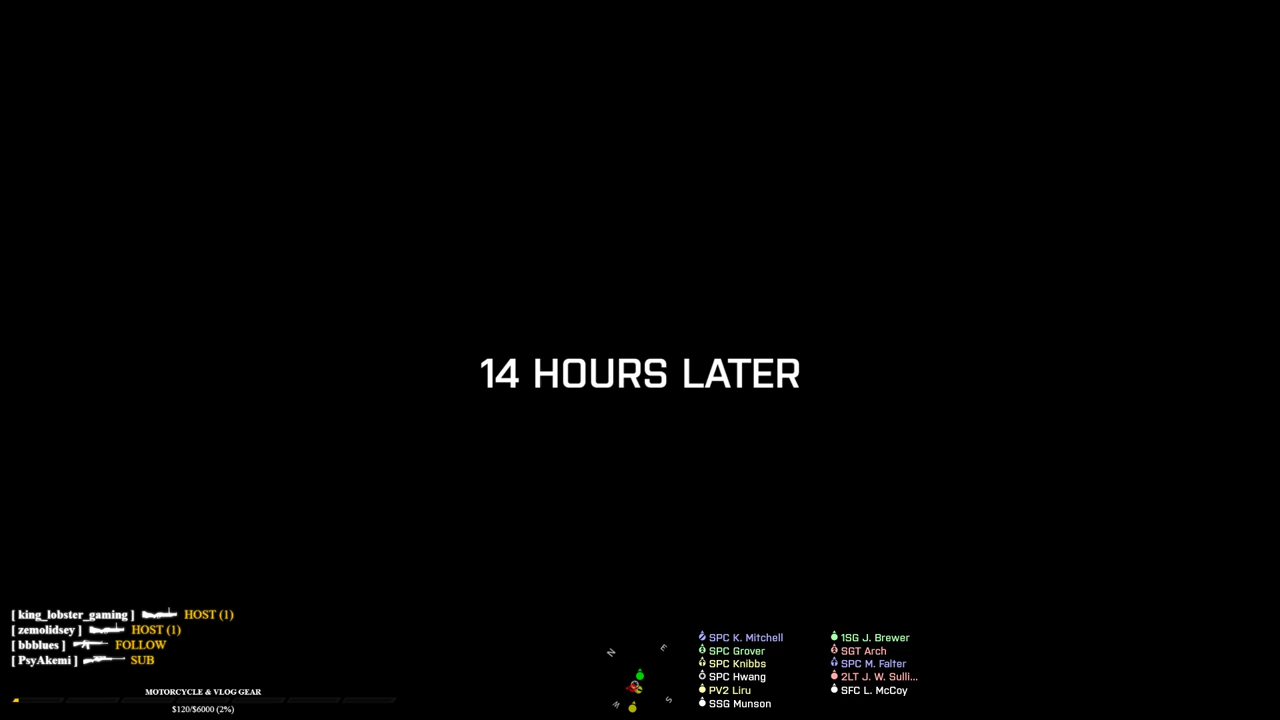 14 HOURS LATER
[ king_lobster_gaming ] HOST (1)
[ zemolidsey ] HOST (1)
[ bbblues ] FOLLOW
[ PsyAkemi ] SUB
MOTORCYCLE & VLOG GEAR
$120/$6000 (2%)
N
E
W
S
SPC K. Mitchell
SPC Grover
SPC Knibbs
SPC Hwang
PV2 Liru
SSG Munson
1SG J. Brewer
SGT Arch
SPC M. Falter
2LT J. W. Sulli...
SFC L. McCoy